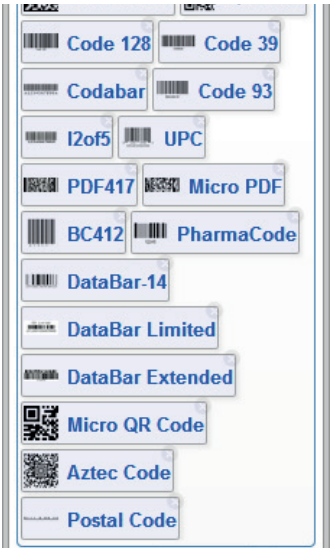 Code 128 Code 39
Codabar Code 93
I2of5 UPC
PDF417 Micro PDF
BC412 PharmaCode
DataBar-14
DataBar Limited
DataBar Extended
Micro QR Code
Aztec Code
Postal Code